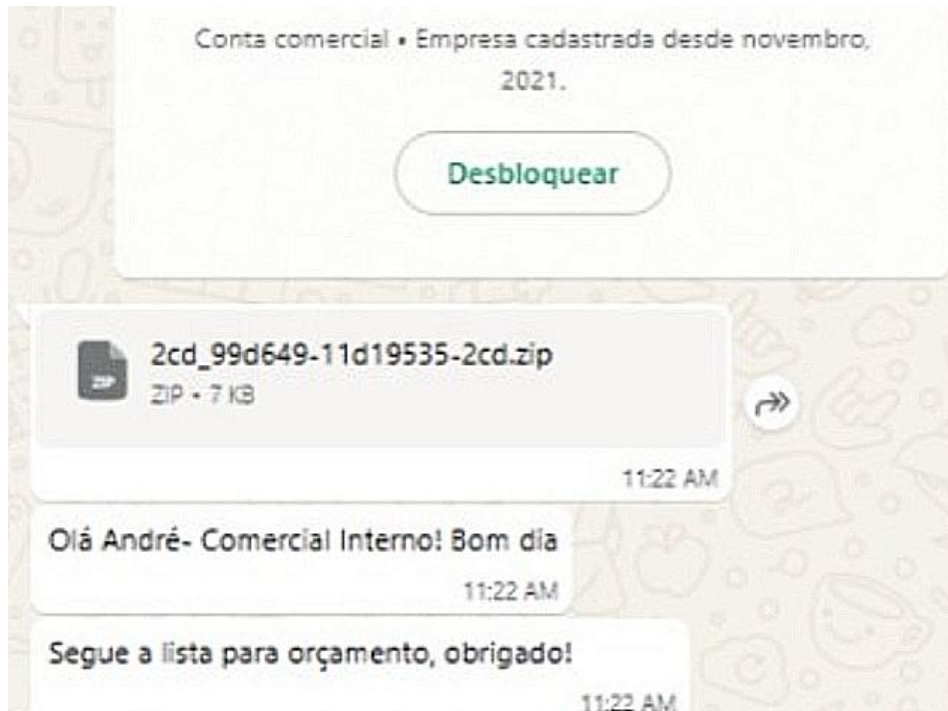 Conta comercial • Empresa cadastrada desde novembro,
2021.
Desbloquear
2cd_99d649-11d19535-2cd.zip
ZIP
ZIP • 7 KB
11:22 AM
Olá André- Comercial Interno! Bom dia
11:22 AM
Segue a lista para orçamento, obrigado!
11:22 AM